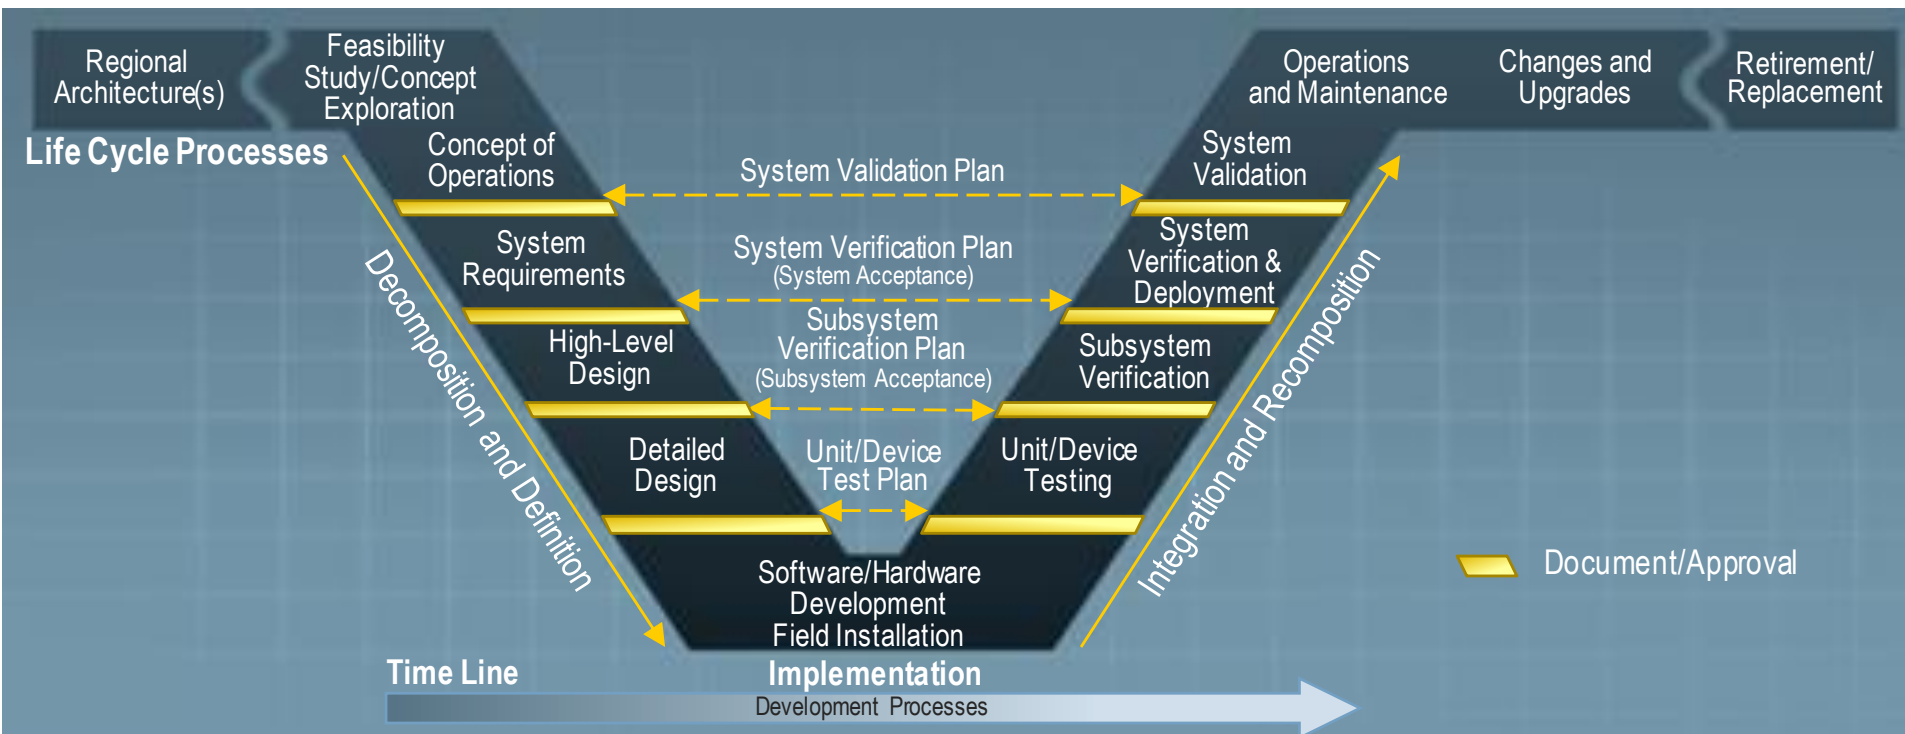 Regional
Architecture(s)
Feasibility
Study/Concept
Exploration
Operations
and Maintenance
Changes and
Upgrades
Retirement/
Replacement
Life Cycle Processes
Concept of
Operations
System Validation Plan
System
Validation
System
Requirements
System Verification Plan
(System Acceptance)
System
Verification &
Deployment
High-Level
Design
Subsystem
Verification Plan
(Subsystem Acceptance)
Subsystem
Verification
Detailed
Design
Unit/Device
Test Plan
Unit/Device
Testing
Decomposition and Definition
Integration and Recomposition
Software/Hardware
Development
Field Installation
Document/Approval
Time Line
Implementation
Development Processes